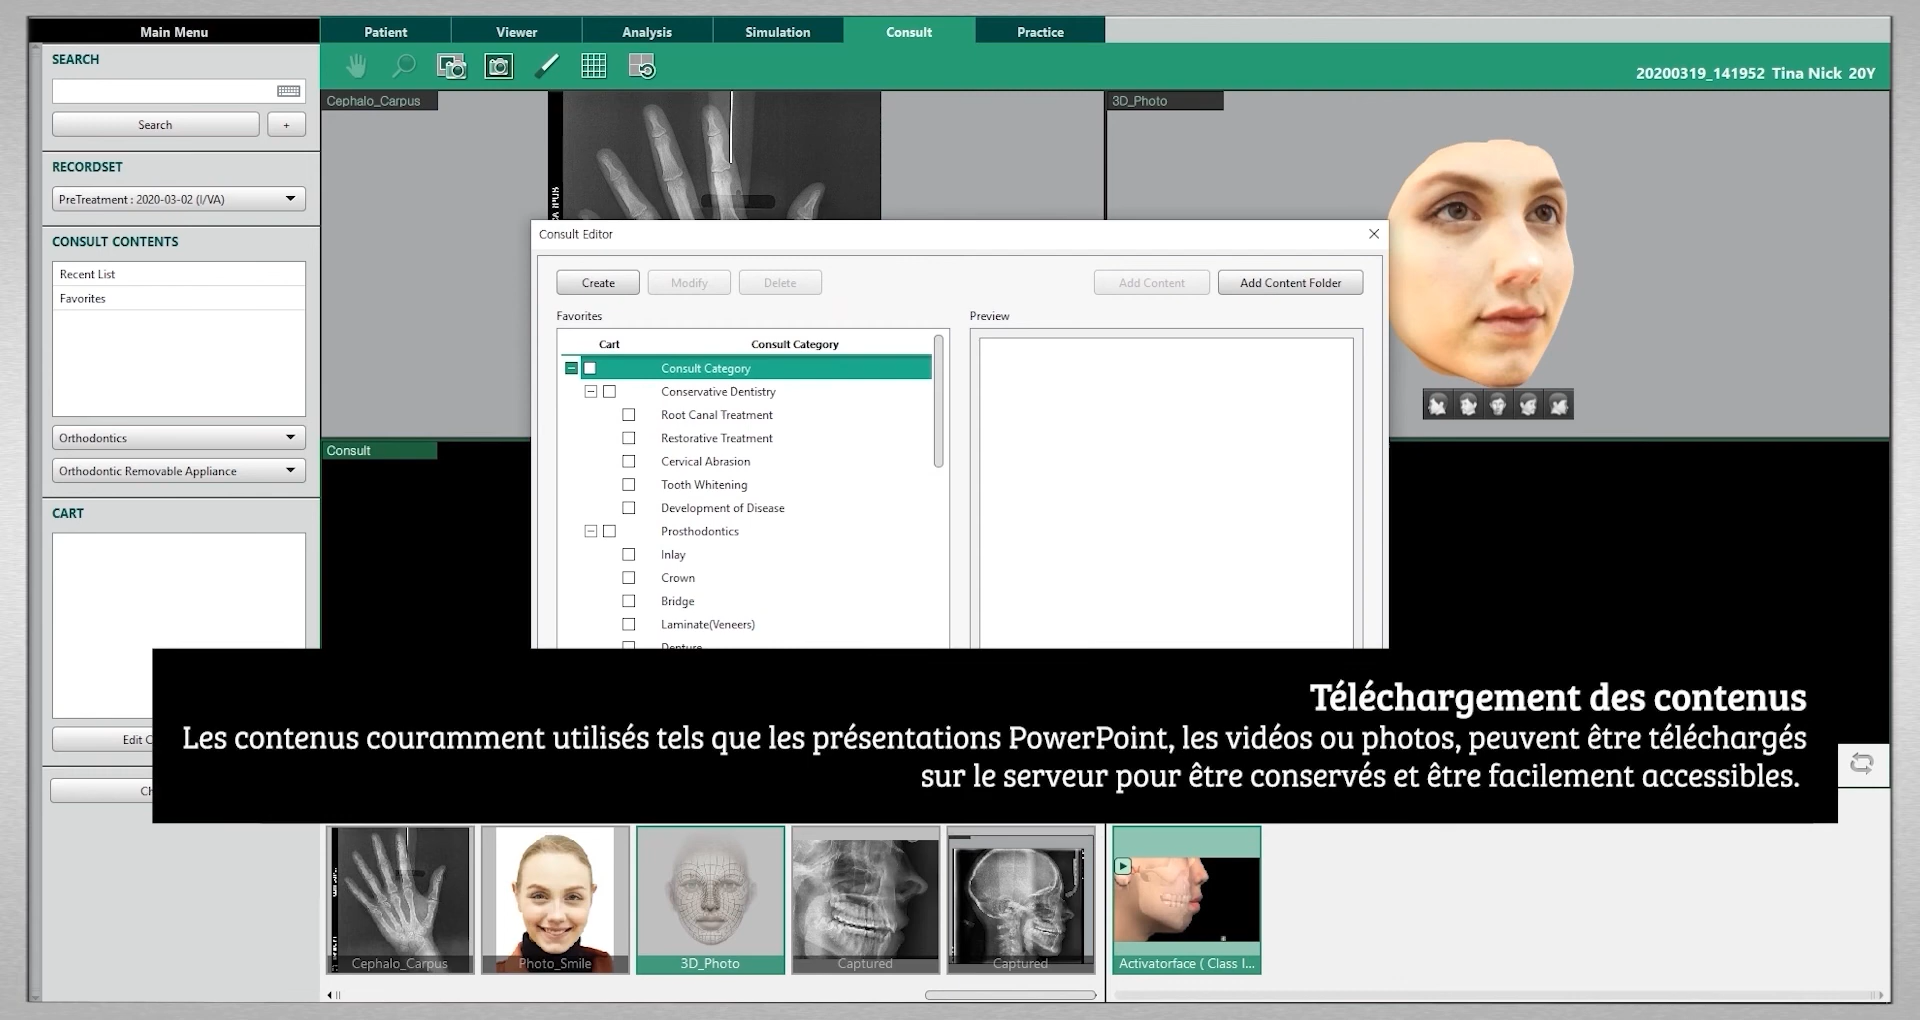 Main Menu
Patient
Viewer
Analysis
Simulation
Consult
Practice
20200319_141952 Tina Nick 20Y
SEARCH
Search
+
RECORDSET
PreTreatment : 2020-03-02 (I/VA)
CONSULT CONTENTS
Recent List
Favorites
Orthodontics
Orthodontic Removable Appliance
CART
Edit C
Ch
Cephalo_Carpus
3D_Photo
Consult
Consult Editor
Create
Modify
Delete
Add Content
Add Content Folder
Favorites
Preview
Cart
Consult Category
Consult Category
Conservative Dentistry
Root Canal Treatment
Restorative Treatment
Cervical Abrasion
Tooth Whitening
Development of Disease
Prosthodontics
Inlay
Crown
Bridge
Laminate(Veneers)
Denture
Téléchargement des contenus
Les contenus couramment utilisés tels que les présentations PowerPoint, les vidéos ou photos, peuvent être téléchargés
sur le serveur pour être conservés et être facilement accessibles.
Cephalo_Carpus
Photo_Smile
3D_Photo
Captured
Captured
Activatorface ( Class I...